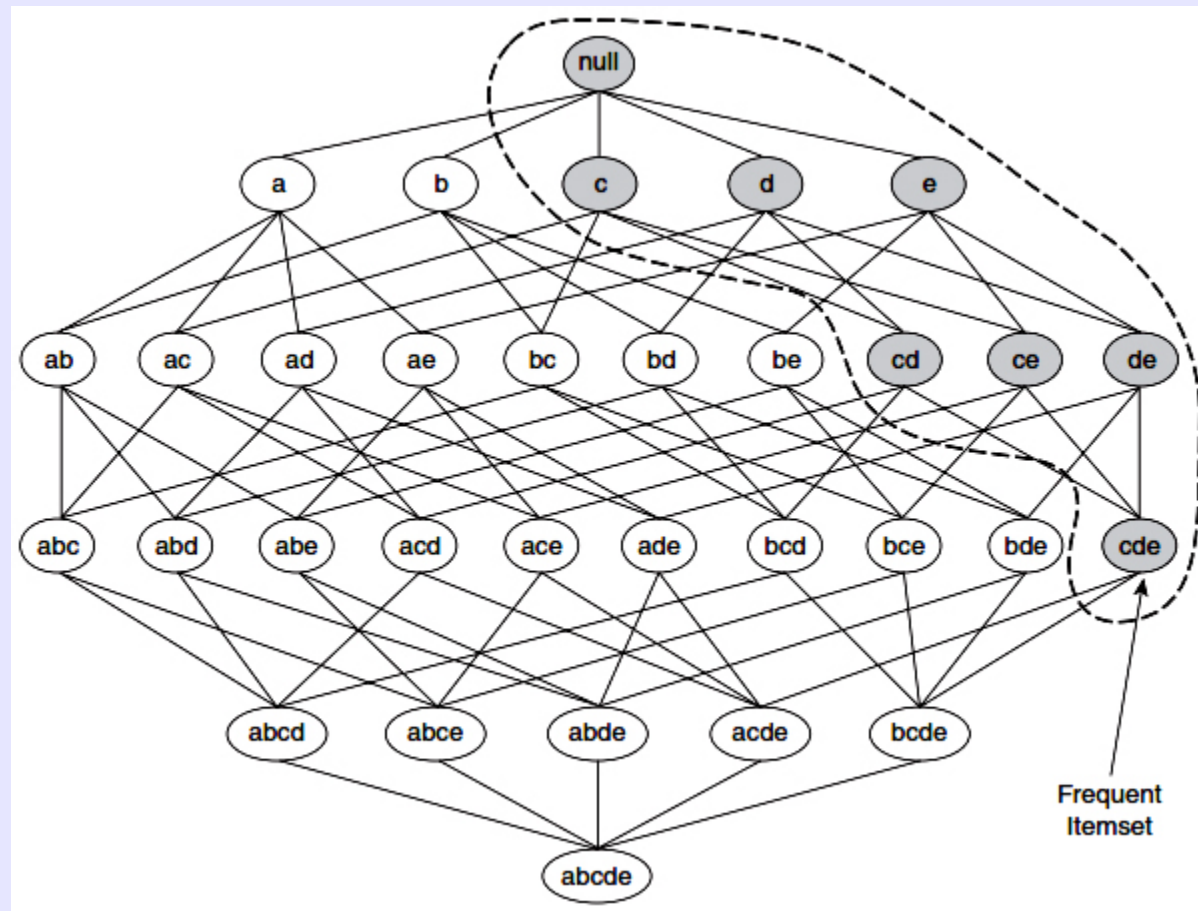 null
a b c d e
ab ac ad ae bc bd be cd ce de
abc abd abe acd ace ade bcd bce bde cde
abcd abce abde acde bcde
Frequent
Itemset
abcde